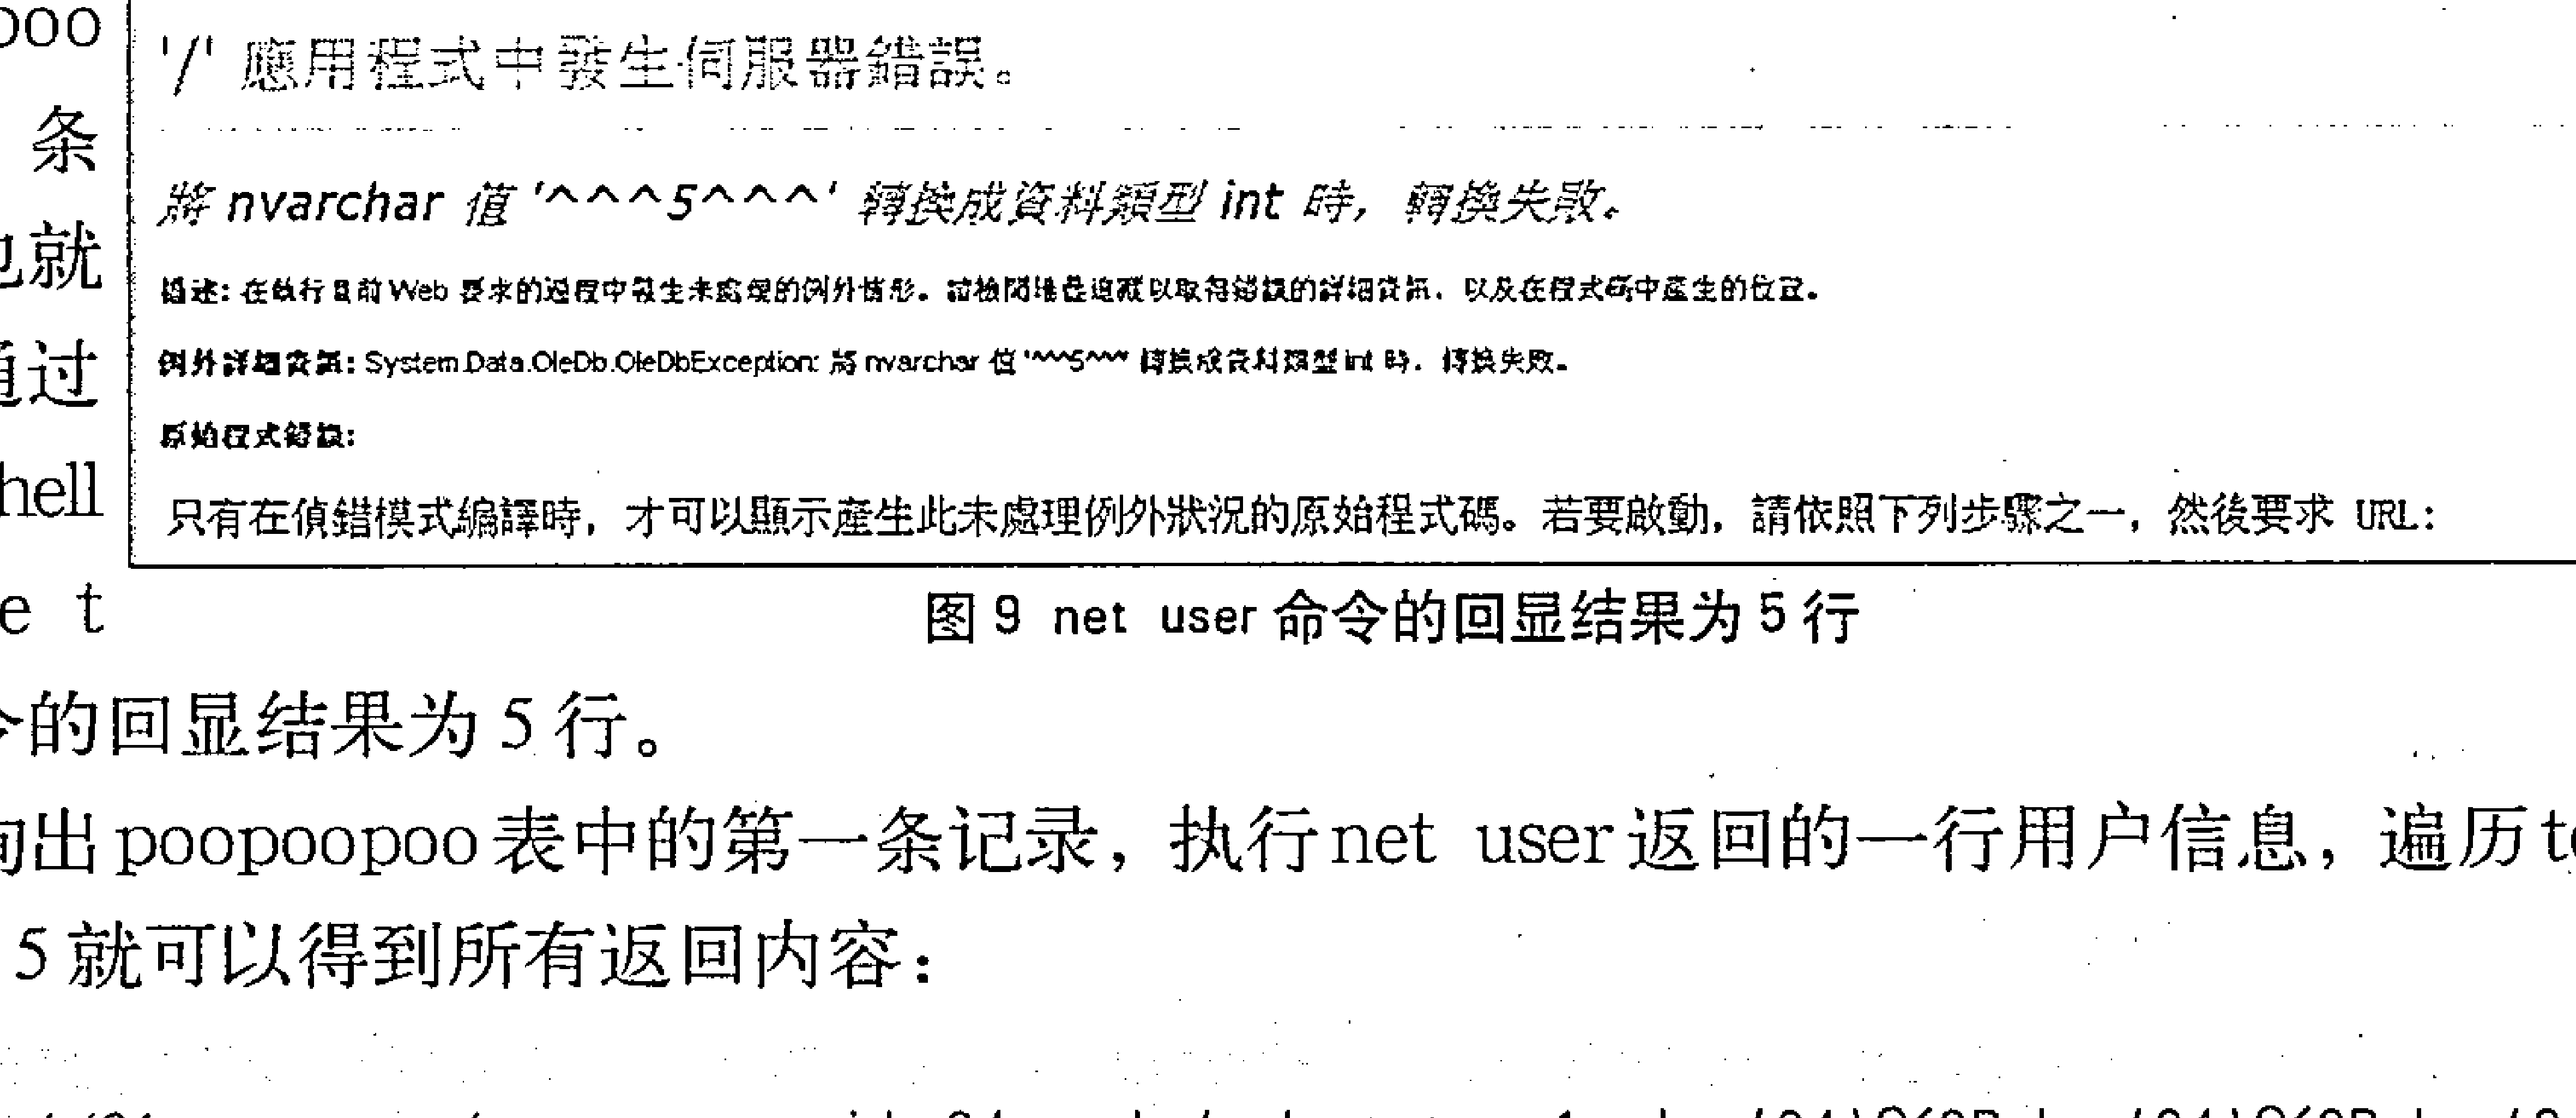 poo
'/' 應用程式中發生伺服器錯誤。
条
將 nvarchar 值 '^^^5^^^' 轉換成資料類型 int 時，轉換失敗。
也就
描述: 在執行目前 Web 要求的過程中發生未處理的例外情形。請檢閱堆疊追蹤以取得錯誤的詳細資訊，以及在程式碼中產生的位置。
通过
例外詳細資訊: System.Data.OleDb.OleDbException: 將 nvarchar 值 '^^^5^^^' 轉換成資料類型 int 時，轉換失敗。
原始程式錯誤:
hell
只有在偵錯模式編譯時，才可以顯示產生此未處理例外狀況的原始程式碼。若要啟動，請依照下列步驟之一，然後要求 URL:
e t
图 9 net user 命令的回显结果为 5 行
令的回显结果为 5 行。
询出 poopoopoo 表中的第一条记录，执行 net user 返回的一行用户信息，遍历
5 就可以得到所有返回内容：